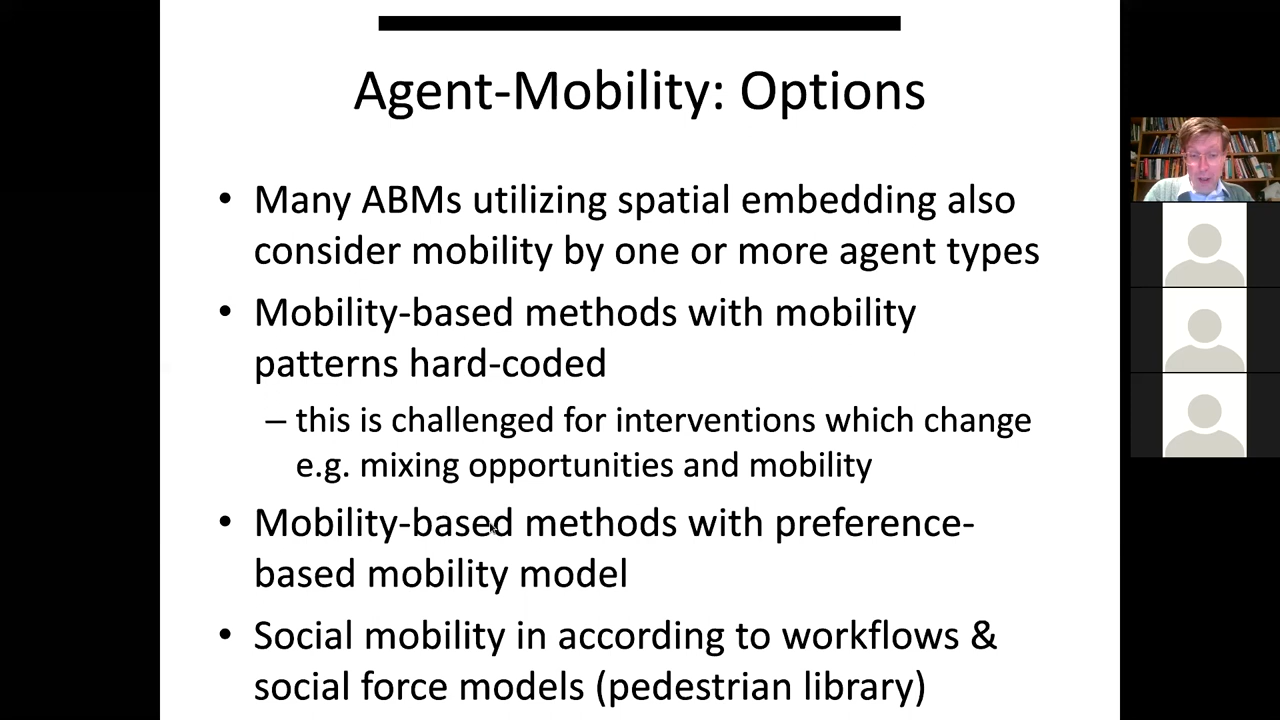 Agent-Mobility: Options
• Many ABMs utilizing spatial embedding also
consider mobility by one or more agent types
• Mobility-based methods with mobility
patterns hard-coded
– this is challenged for interventions which change
e.g. mixing opportunities and mobility
• Mobility-based methods with preference-
based mobility model
• Social mobility in according to workflows &
social force models (pedestrian library)